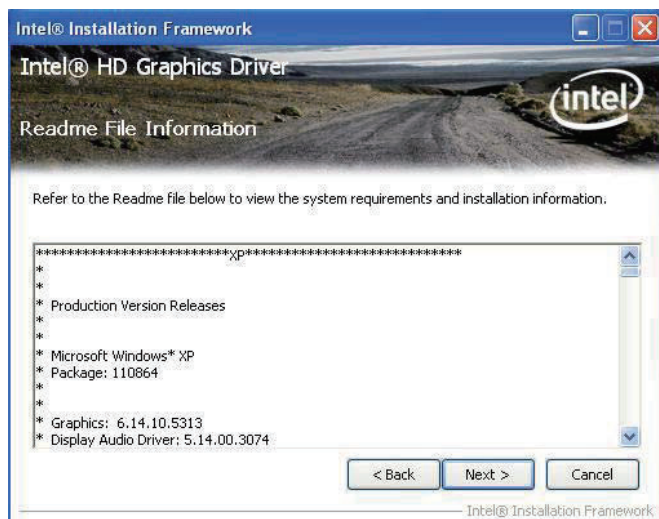 Intel® Installation Framework
Intel® HD Graphics Driver
intel
Readme File Information
Refer to the Readme file below to view the system requirements and installation information.
*************************XP****************************
*
*
* Production Version Releases
*
*
* Microsoft Windows* XP
* Package: 110864
*
*
* Graphics: 6.14.10.5313
* Display Audio Driver: 5.14.00.3074
< Back
Next >
Cancel
Intel® Installation Framework